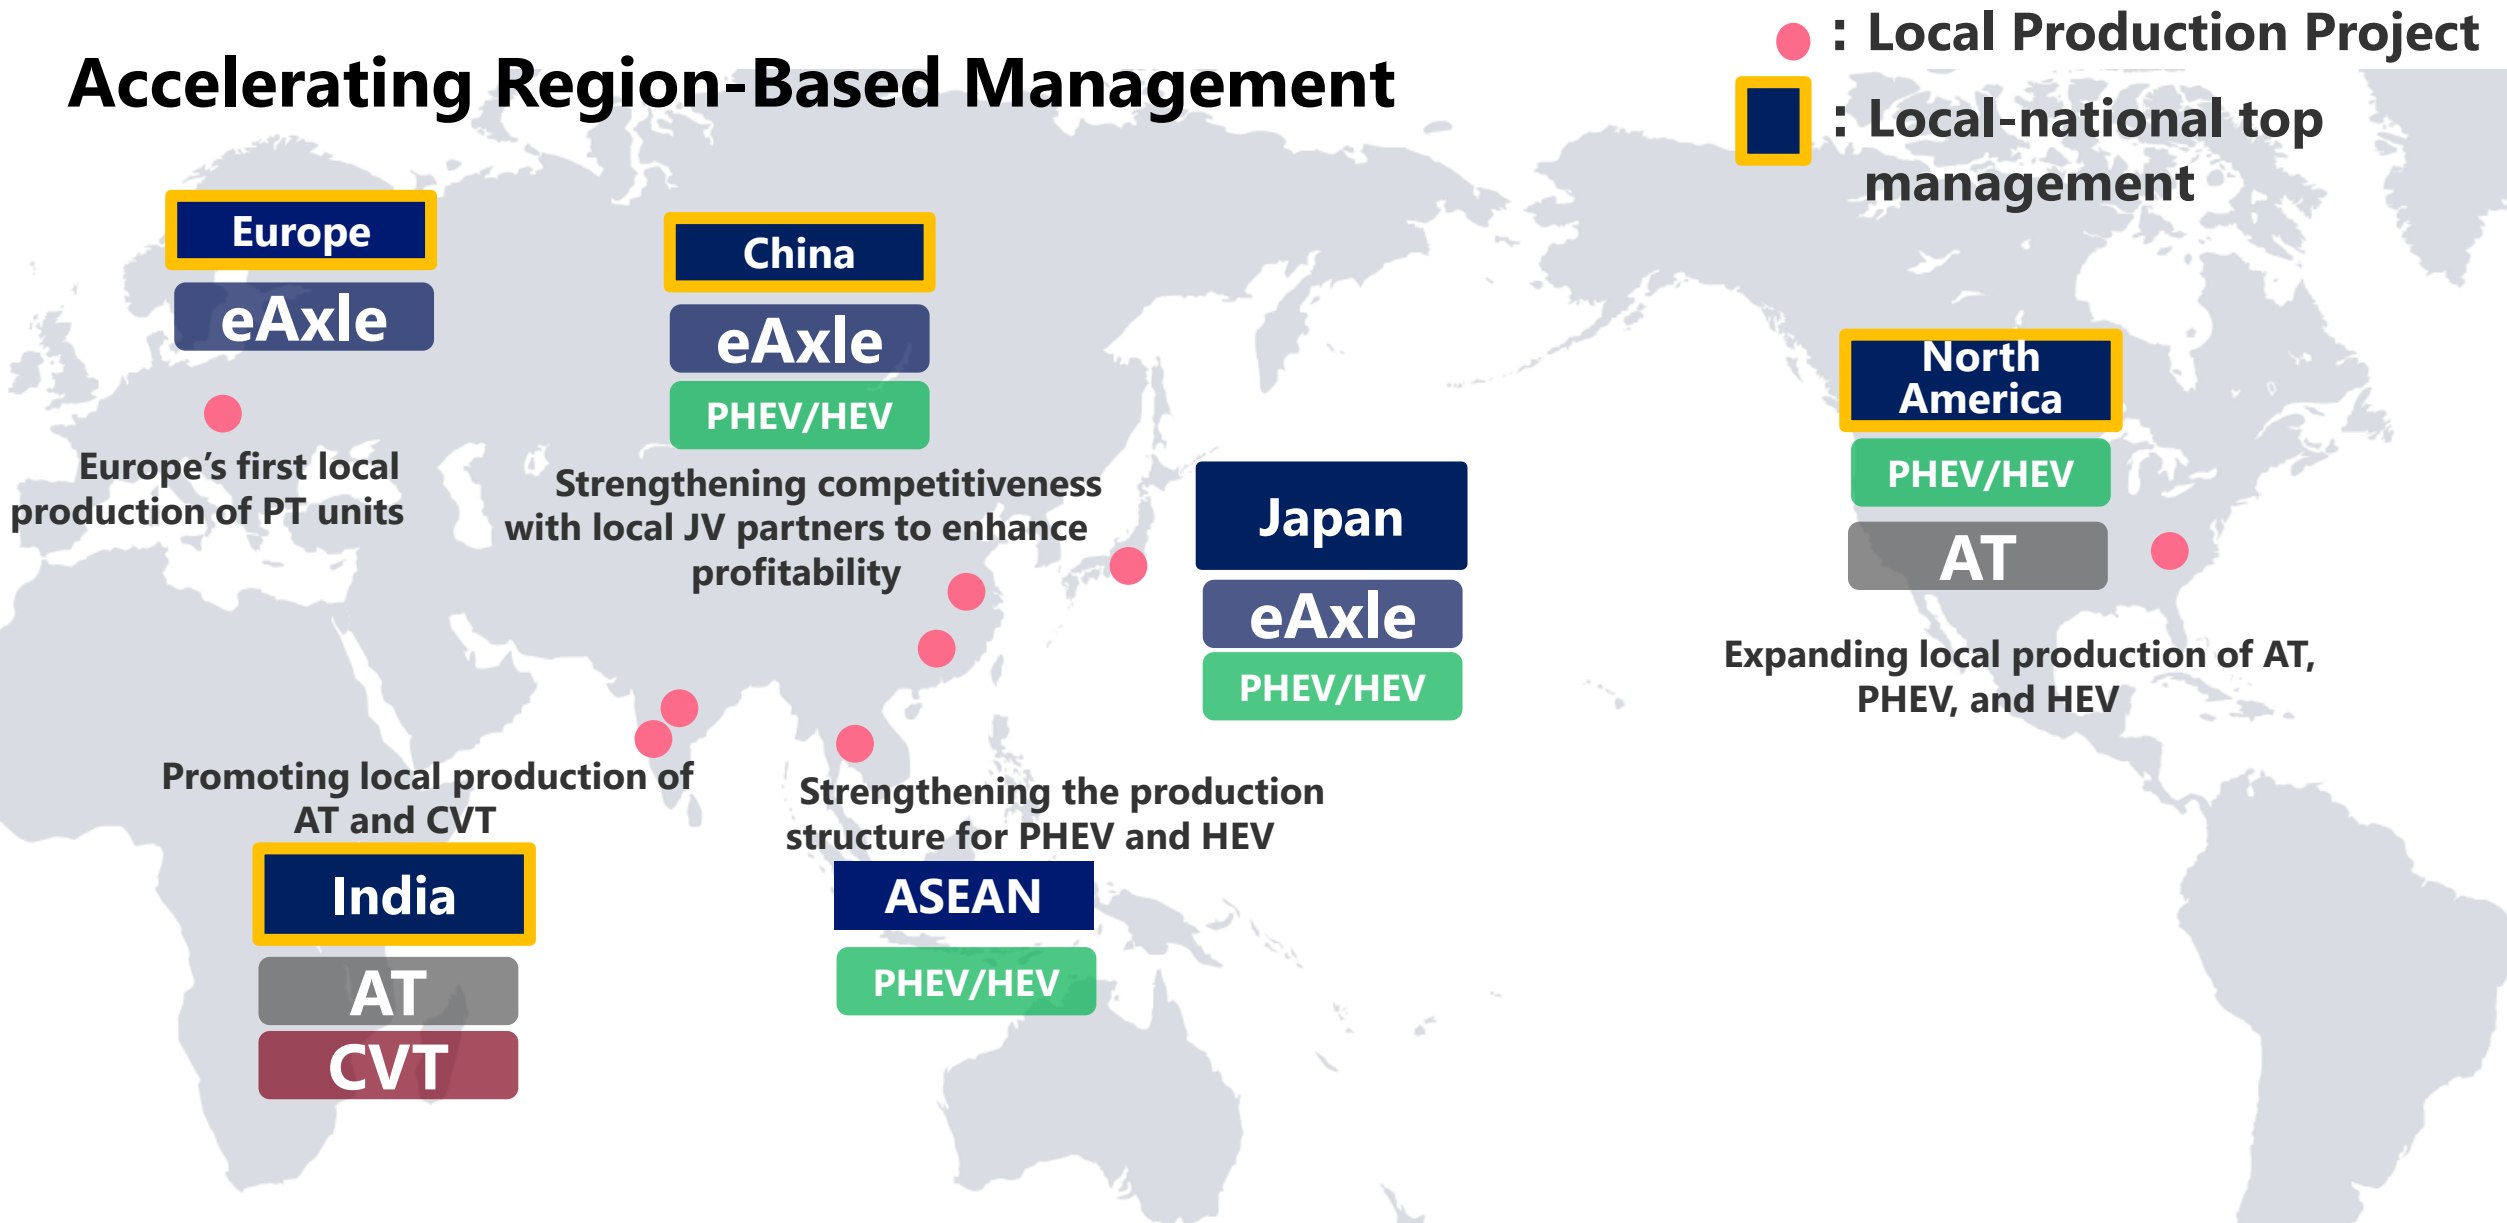 Accelerating Region-Based Management
: Local Production Project
: Local-national top
management
Europe
eAxle
Europe’s first local
production of PT units
China
eAxle
PHEV/HEV
Strengthening competitiveness
with local JV partners to enhance
profitability
Japan
eAxle
PHEV/HEV
North
America
PHEV/HEV
AT
Expanding local production of AT,
PHEV, and HEV
Promoting local production of
AT and CVT
India
AT
CVT
Strengthening the production
structure for PHEV and HEV
ASEAN
PHEV/HEV